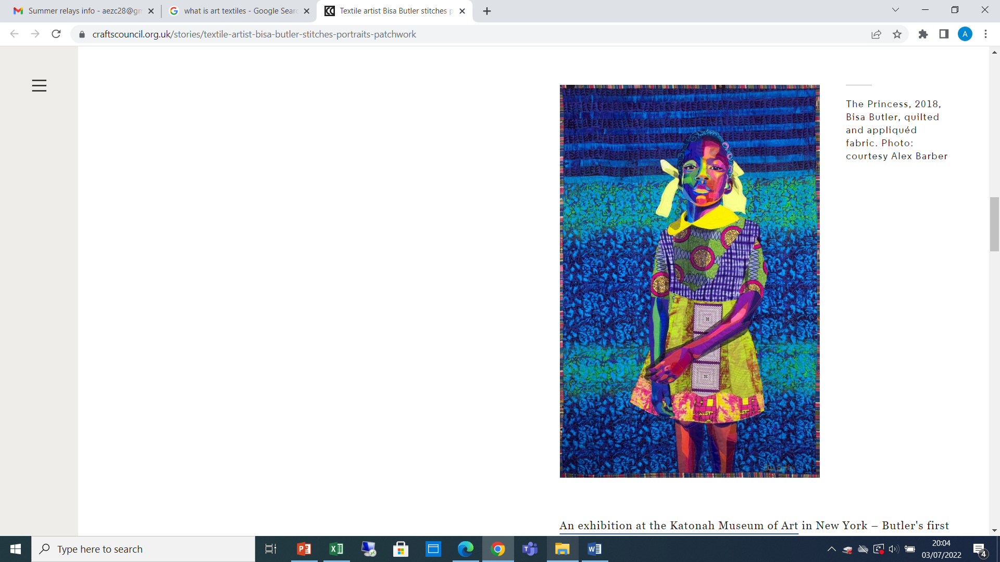 Summer relays info - aezc28@gm
what is art textiles - Google Sear
Textile artist Bisa Butler stitches p
craftscouncil.org.uk/stories/textile-artist-bisa-butler-stitches-portraits-patchwork
A
The Princess, 2018,
Bisa Butler, quilted
and appliquéd
fabric. Photo:
courtesy Alex Barber
An exhibition at the Katonah Museum of Art in New York – Butler's first
Type here to search
20:04
03/07/2022
4